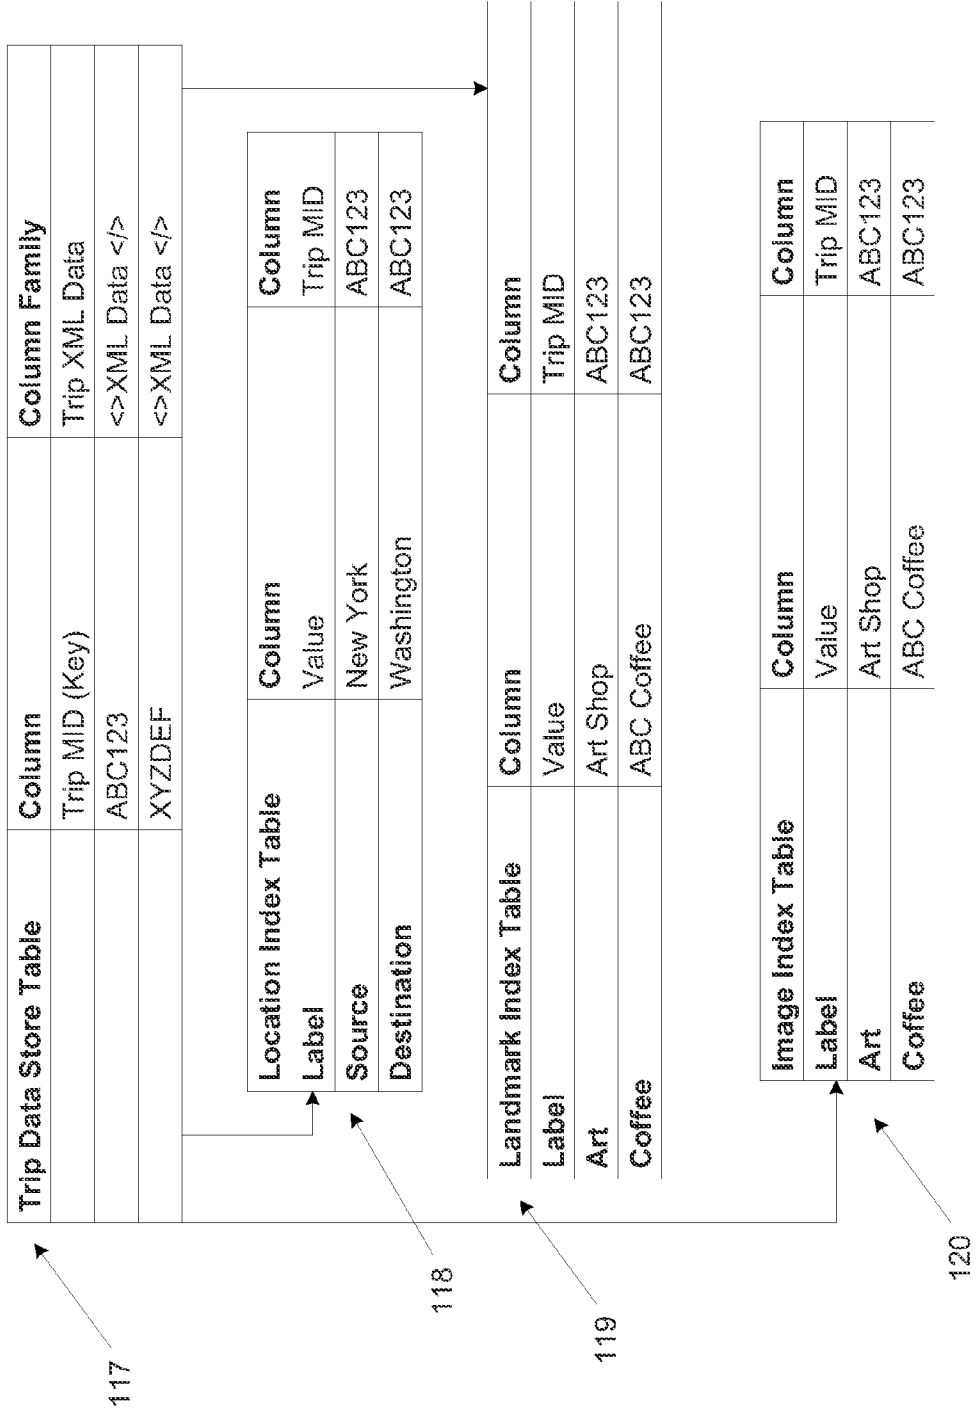 Trip Data Store Table Column Column Family
Trip MID (Key) Trip XML Data
ABC123 <>XML Data </>
XYZDEF <>XML Data </>
117
Location Index Table Column Column
Label Value Trip MID
Source New York ABC123
Destination Washington ABC123
118
Landmark Index Table Column Column
Label Value Trip MID
Art Art Shop ABC123
Coffee ABC Coffee ABC123
119
Image Index Table Column Column
Label Value Trip MID
Art Art Shop ABC123
Coffee ABC Coffee ABC123
120